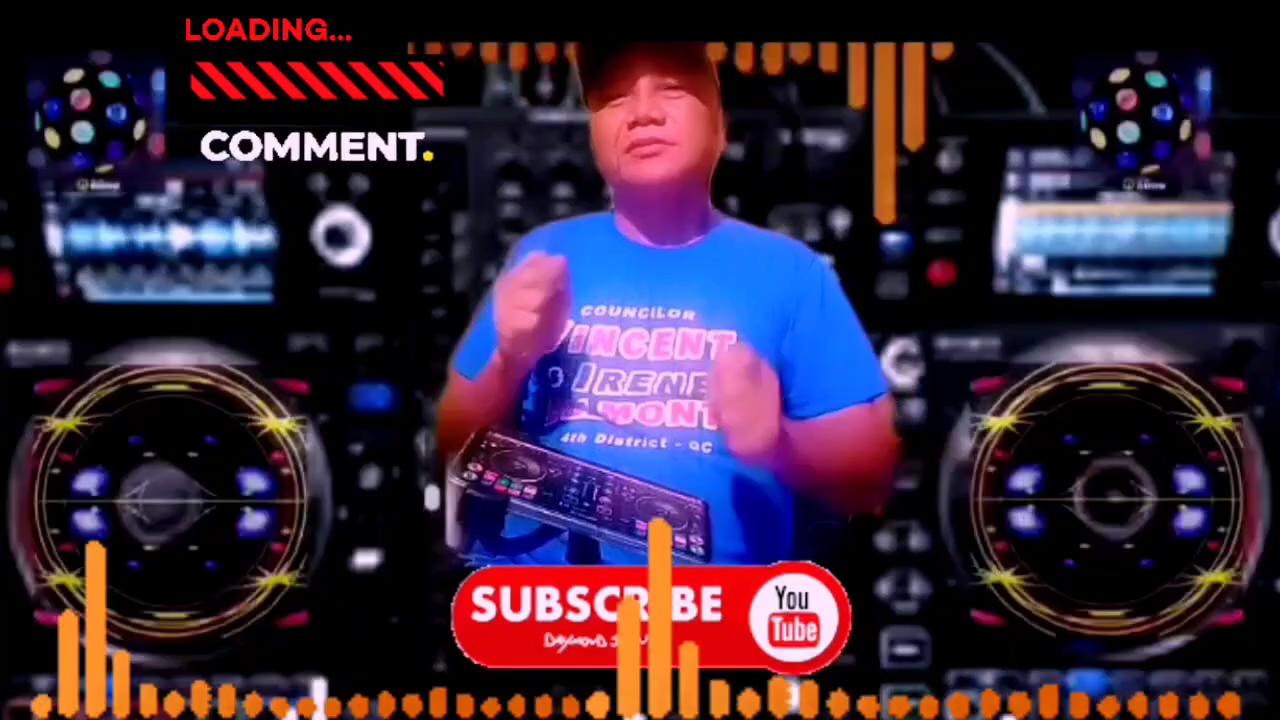 LOADING...
COMMENT.
COUNCILOR
VINCENT
IRENE
4th District - QC
SUBSCRIBE
You
Tube